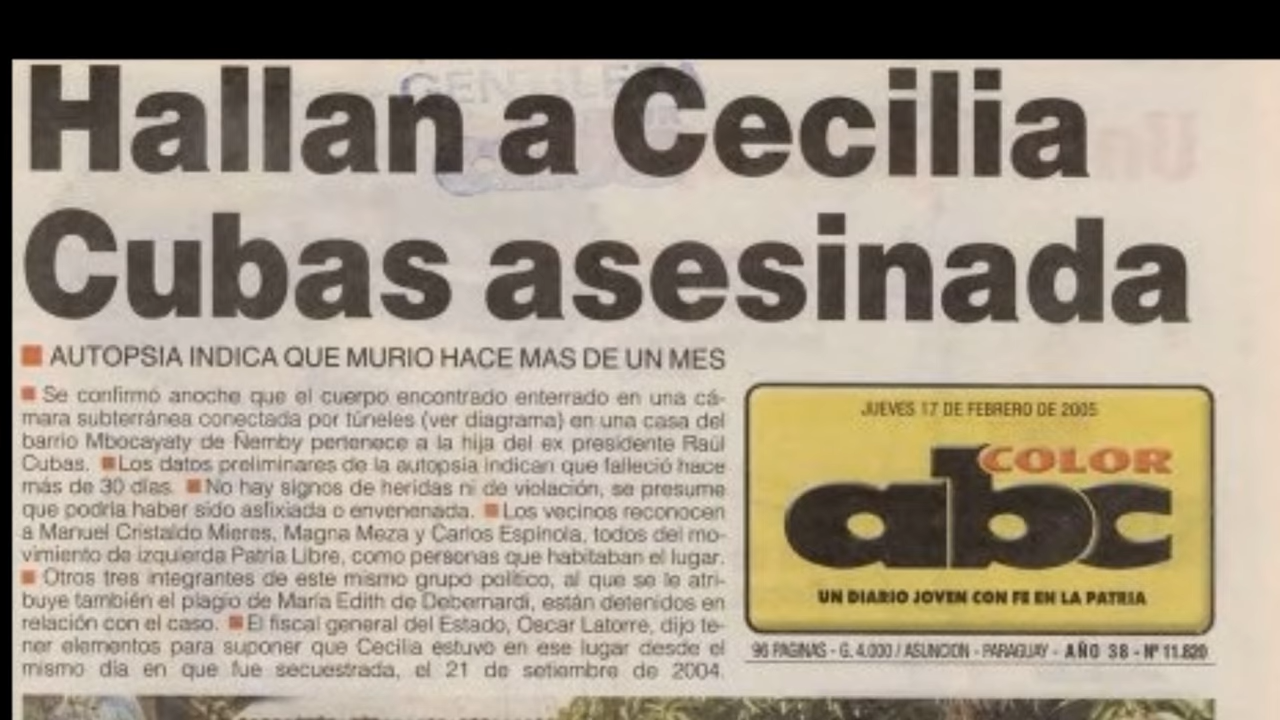 Hallan a Cecilia
Cubas asesinada
AUTOPSIA INDICA QUE MURIO HACE MAS DE UN MES
Se confirmó anoche que el cuerpo encontrado enterrado en una cá-
mara subterránea conectada por túneles (ver diagrama) en una casa del
barrio Mbocayaty de Ñemby pertenece a la hija del ex presidente Raúl
Cubas. Los datos preliminares de la autopsia indican que falleció hace
más de 30 días. No hay signos de heridas ni de violación, se presume
que podría haber sido asfixiada o envenenada. Los vecinos reconocen
a Manuel Cristaldo Mieres, Magna Meza y Carlos Espínola, todos del mo-
vimiento de izquierda Patria Libre, como personas que habitaban el lugar.
Otros tres integrantes de este mismo grupo político, al que se le atri-
buye también el plagio de María Edith de Debernardi, están detenidos en
relación con el caso. El fiscal general del Estado, Oscar Latorre, dijo te-
ner elementos para suponer que Cecilia estuvo en ese lugar desde el
mismo día en que fue secuestrada, el 21 de setiembre de 2004.
JUEVES 17 DE FEBRERO DE 2005
abc COLOR
UN DIARIO JOVEN CON FE EN LA PATRIA
96 PAGINAS - G. 4.000 / ASUNCION - PARAGUAY - AÑO 38 - Nº 11.820